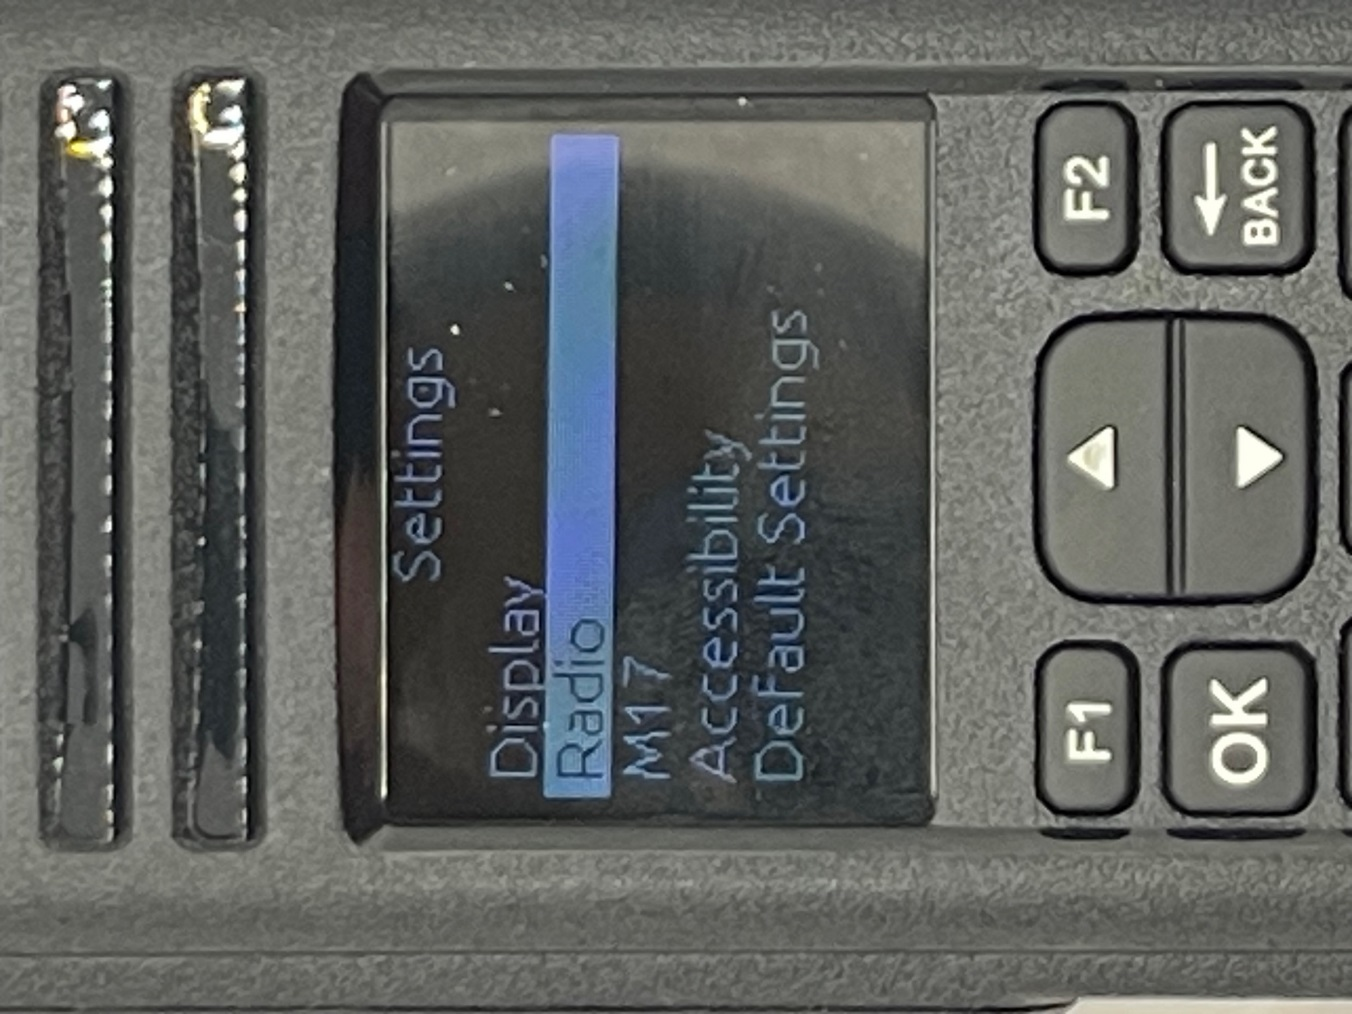 Settings
Display
Radio
M17
Accessibility
Default Settings
F1
F2
OK
BACK